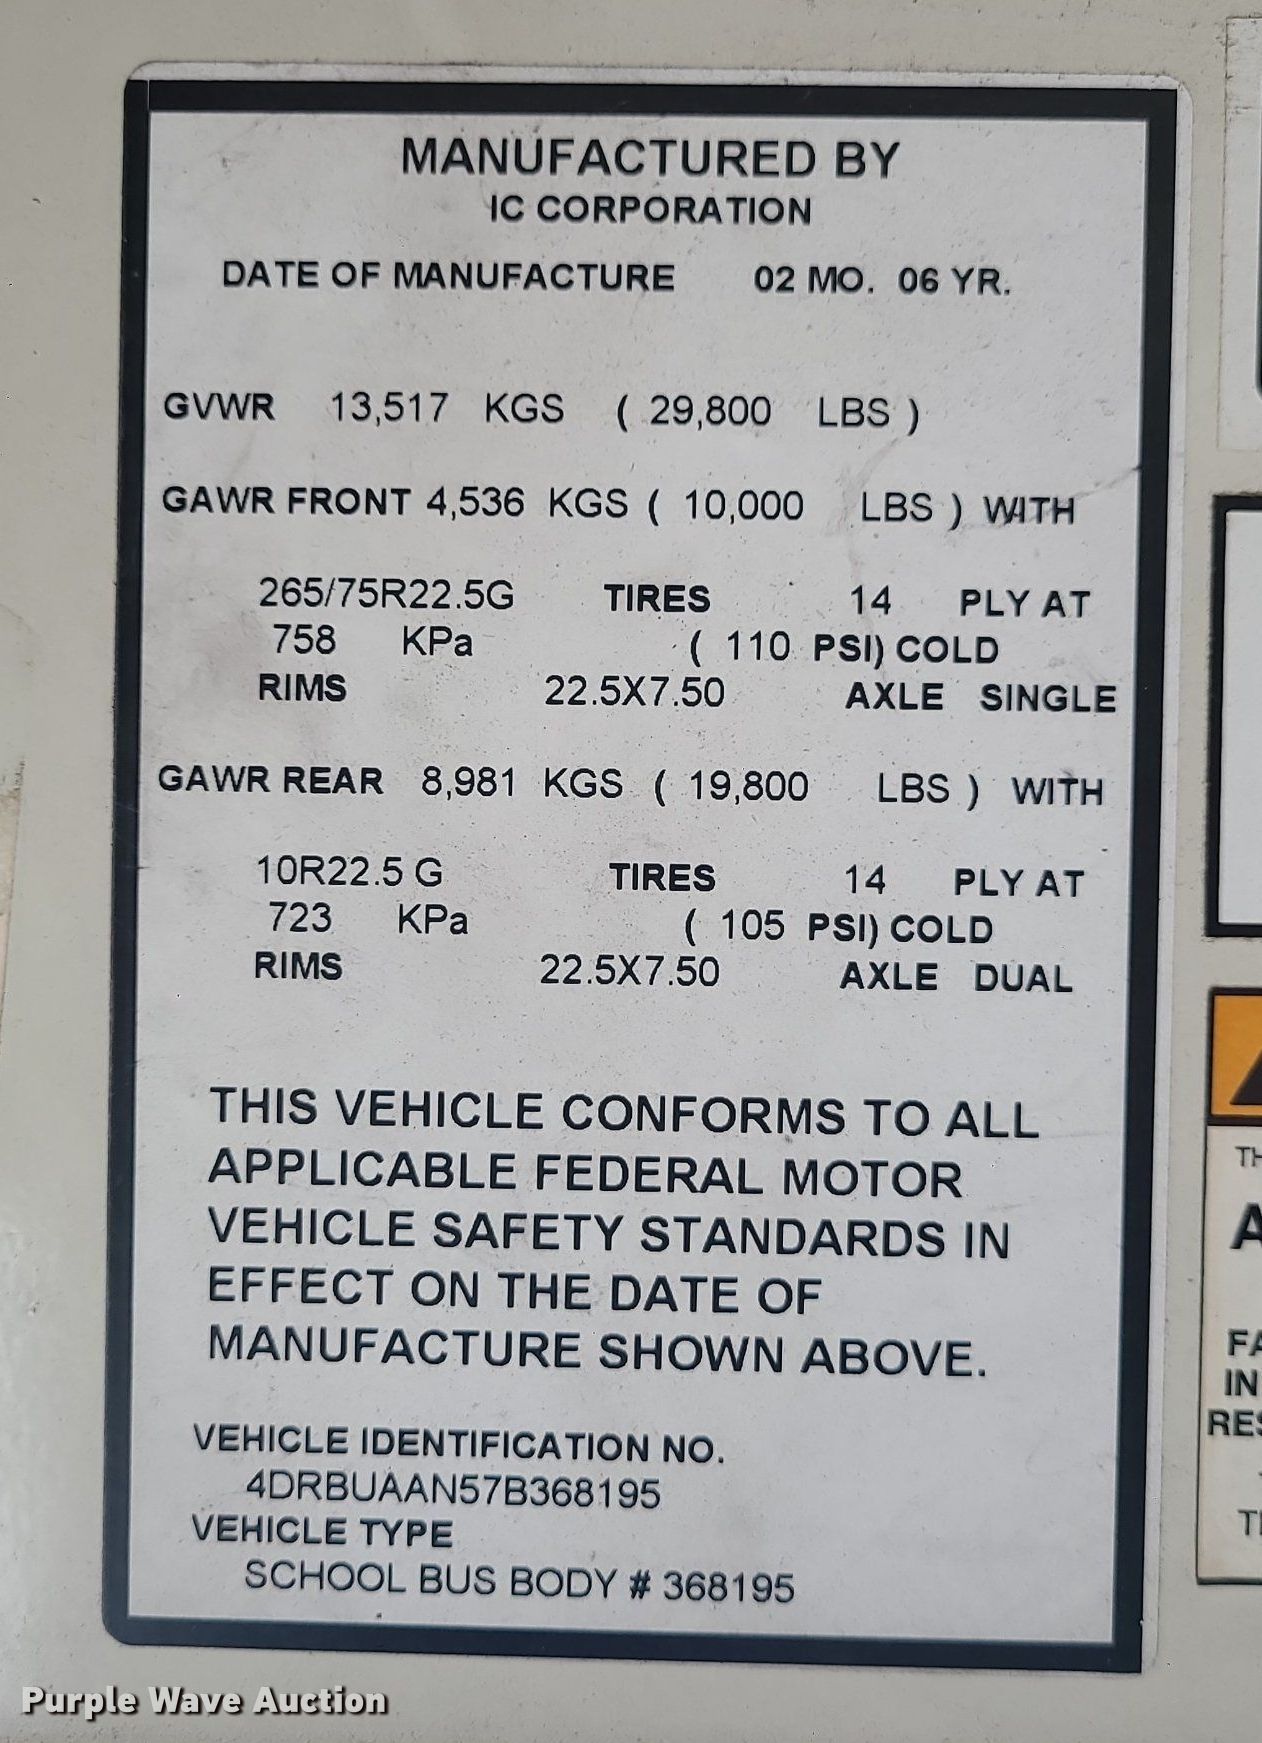 MANUFACTURED BY
IC CORPORATION
DATE OF MANUFACTURE 02 MO. 06 YR.
GVWR 13,517 KGS ( 29,800 LBS )
GAWR FRONT 4,536 KGS ( 10,000 LBS ) WITH
265/75R22.5G TIRES 14 PLY AT
758 KPa ( 110 PSI) COLD
RIMS 22.5X7.50 AXLE SINGLE
GAWR REAR 8,981 KGS ( 19,800 LBS ) WITH
10R22.5 G TIRES 14 PLY AT
723 KPa ( 105 PSI) COLD
RIMS 22.5X7.50 AXLE DUAL
THIS VEHICLE CONFORMS TO ALL
APPLICABLE FEDERAL MOTOR
VEHICLE SAFETY STANDARDS IN
EFFECT ON THE DATE OF
MANUFACTURE SHOWN ABOVE.
VEHICLE IDENTIFICATION NO.
4DRBUAAN57B368195
VEHICLE TYPE
SCHOOL BUS BODY # 368195
Purple Wave Auction